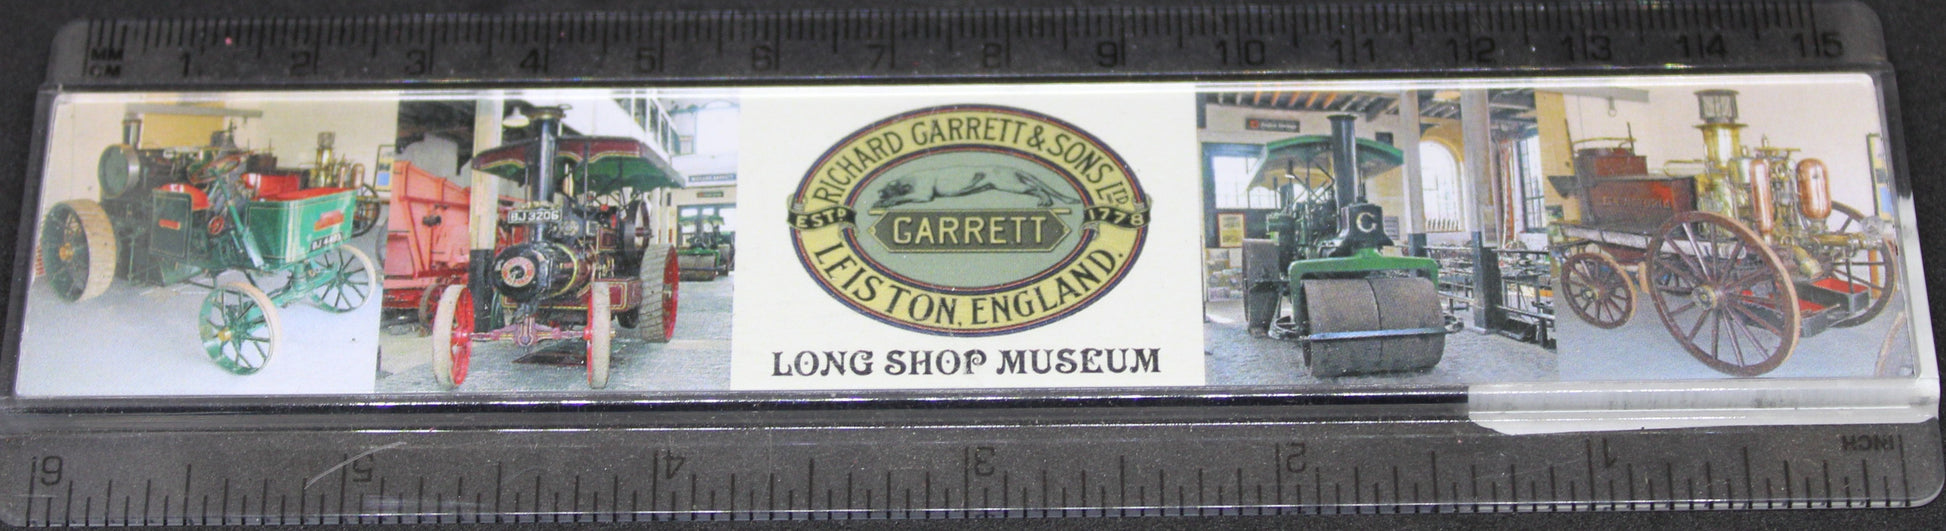 MM
CM 1 2 3 4 5 6 7 8 9 10 11 12 13 14 15
BJ 3206
RICHARD GARRETT & SONS LTD
ESTD 1778
GARRETT
LEISTON, ENGLAND.
G
LONG SHOP MUSEUM
6 5 4 3 2 1 INCH